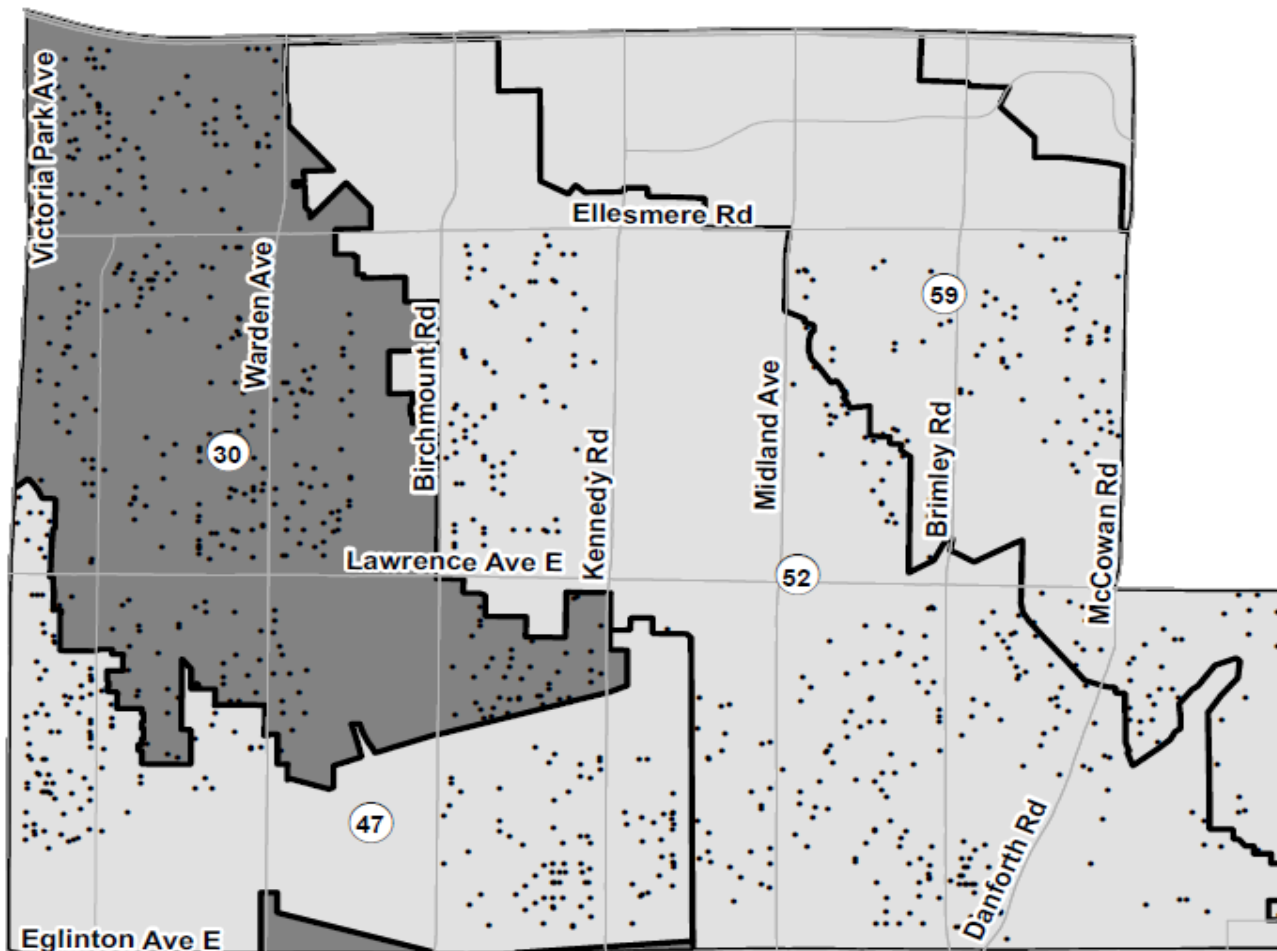 Victoria Park Ave
Ellesmere Rd
Warden Ave
59
Birchmount Rd
Midland Ave
Brimley Rd
30
Kennedy Rd
McCowan Rd
Lawrence Ave E
52
47
Danforth Rd
Eglinton Ave E